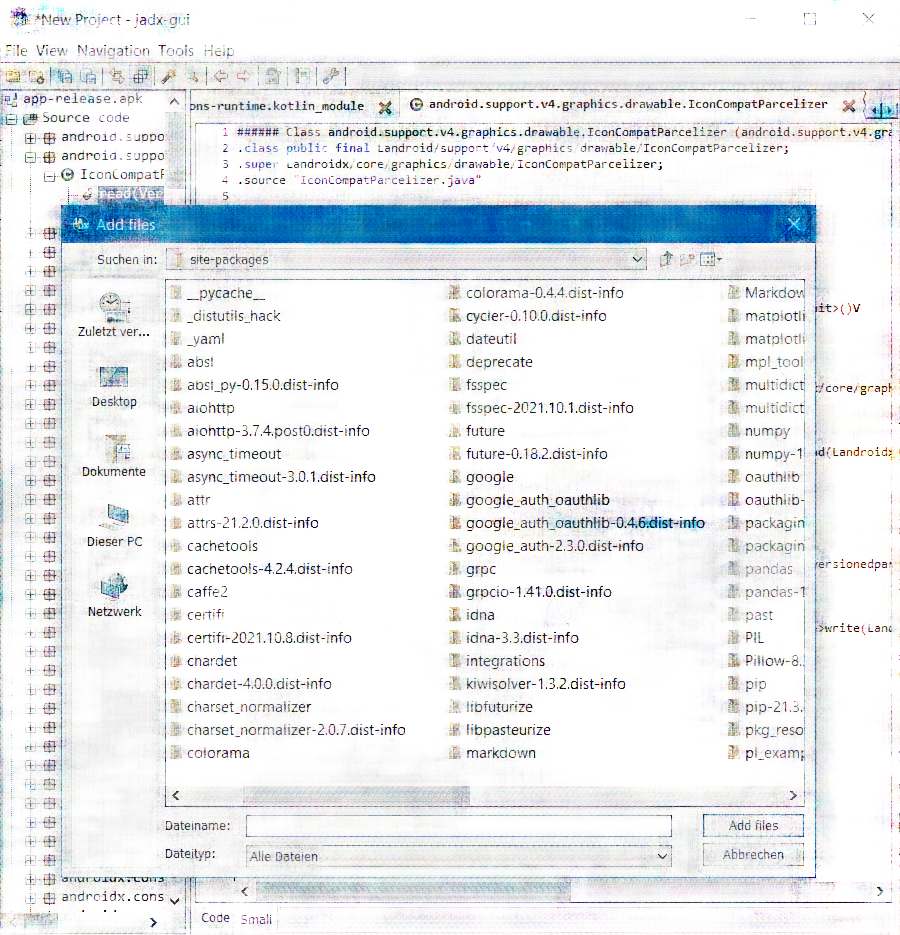 *New Project - jadx-gui
File View Navigation Tools Help
app-release.apk
Source code
android.suppo
android.suppo
IconCompatP
read(Ver
androidx.cons
androidx.cons
ons-runtime.kotlin_module
android.support.v4.graphics.drawable.IconCompatParcelizer
1 ###### Class android.support.v4.graphics.drawable.IconCompatParcelizer (android.support.v4.gra
2 .class public final Landroid/support/v4/graphics/drawable/IconCompatParcelizer;
3 .super Landroidx/core/graphics/drawable/IconCompatParcelizer;
4 .source "IconCompatParcelizer.java"
5
nit>()V
t/core/graph
ad(Landroidx
versionedpar
>write(Land
Add files
Suchen in:
site-packages
Zuletzt ver...
Desktop
Dokumente
Dieser PC
Netzwerk
__pycache__
_distutils_hack
_yaml
absl
absl_py-0.15.0.dist-info
aiohttp
aiohttp-3.7.4.post0.dist-info
async_timeout
async_timeout-3.0.1.dist-info
attr
attrs-21.2.0.dist-info
cachetools
cachetools-4.2.4.dist-info
caffe2
certifi
certifi-2021.10.8.dist-info
chardet
chardet-4.0.0.dist-info
charset_normalizer
charset_normalizer-2.0.7.dist-info
colorama
colorama-0.4.4.dist-info
cycler-0.10.0.dist-info
dateutil
deprecate
fsspec
fsspec-2021.10.1.dist-info
future
future-0.18.2.dist-info
google
google_auth_oauthlib
google_auth_oauthlib-0.4.6.dist-info
google_auth-2.3.0.dist-info
grpc
grpcio-1.41.0.dist-info
idna
idna-3.3.dist-info
integrations
kiwisolver-1.3.2.dist-info
libfuturize
libpasteurize
markdown
Markdow
matplotli
matplotli
mpl_tool
multidict
multidict
numpy
numpy-1
oauthlib
oauthlib-
packagin
packagin
pandas
pandas-1
past
PIL
Pillow-8.
pip
pip-21.3.
pkg_reso
pl_examp
Dateiname:
Add files
Dateityp:
Alle Dateien
Abbrechen
Code Smali